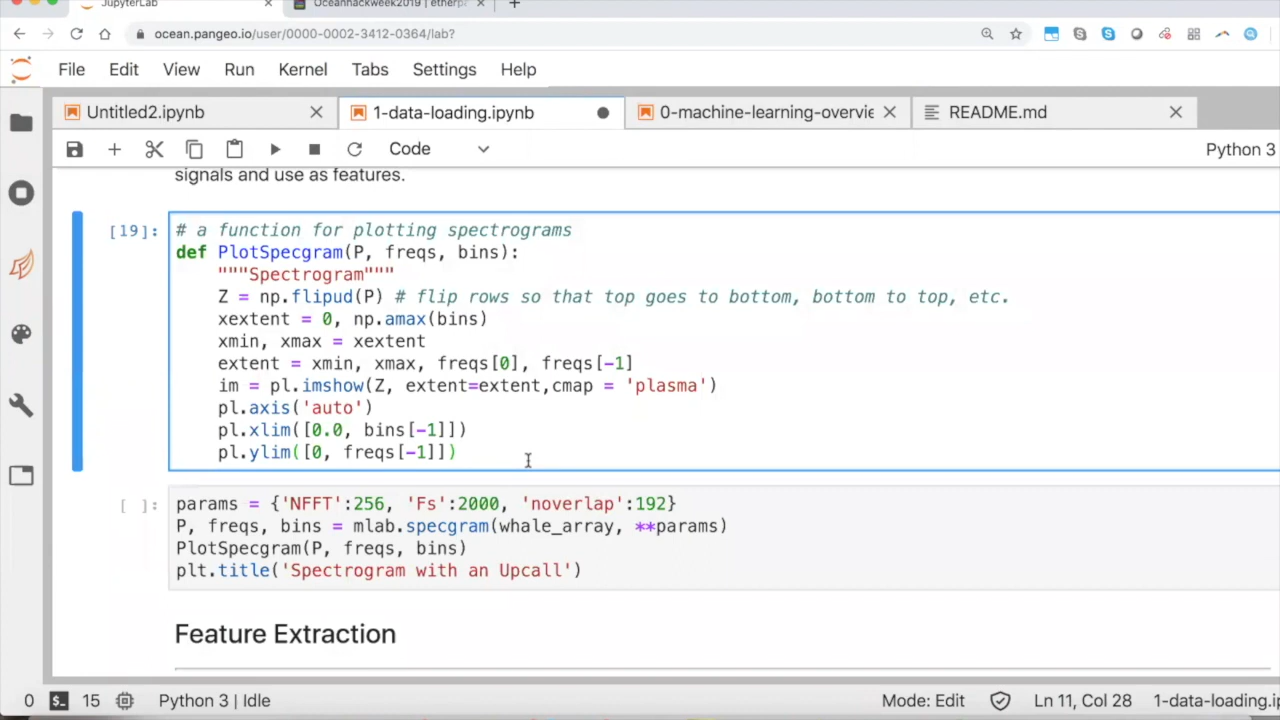 JupyterLab
Oceanhackweek2019 | etherp
ocean.pangeo.io/user/0000-0002-3412-0364/lab?
File Edit View Run Kernel Tabs Settings Help
Untitled2.ipynb
1-data-loading.ipynb
0-machine-learning-overvie
README.md
Code
Python 3
signals and use as features.
[19]:
# a function for plotting spectrograms
def PlotSpecgram(P, freqs, bins):
"""Spectrogram"""
Z = np.flipud(P) # flip rows so that top goes to bottom, bottom to top, etc.
xextent = 0, np.amax(bins)
xmin, xmax = xextent
extent = xmin, xmax, freqs[0], freqs[-1]
im = pl.imshow(Z, extent=extent,cmap = 'plasma')
pl.axis('auto')
pl.xlim([0.0, bins[-1]])
pl.ylim([0, freqs[-1]])
[ ]:
params = {'NFFT':256, 'Fs':2000, 'noverlap':192}
P, freqs, bins = mlab.specgram(whale_array, **params)
PlotSpecgram(P, freqs, bins)
plt.title('Spectrogram with an Upcall')
Feature Extraction
0 $_ 15 Python 3 | Idle Mode: Edit Ln 11, Col 28 1-data-loading.ip